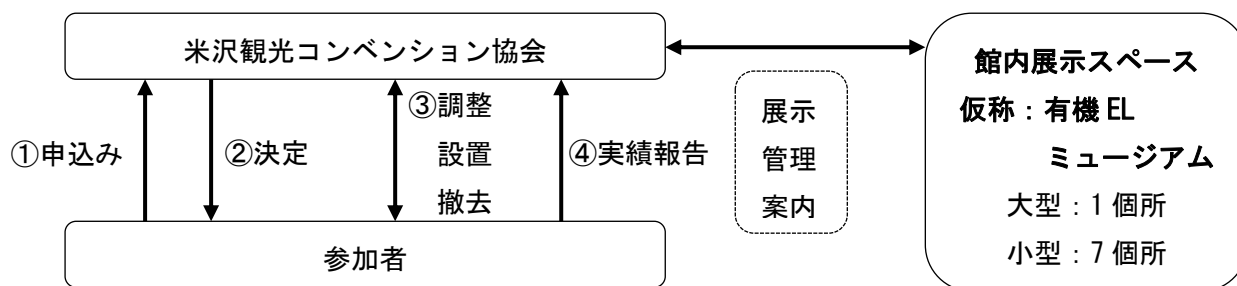 米沢観光コンベンション協会
①申込み
②決定
③調整
設置
撤去
④実績報告
参加者
展示
管理
案内
館内展示スペース
仮称：有機 EL
ミュージアム
大型：1 個所
小型：7 個所